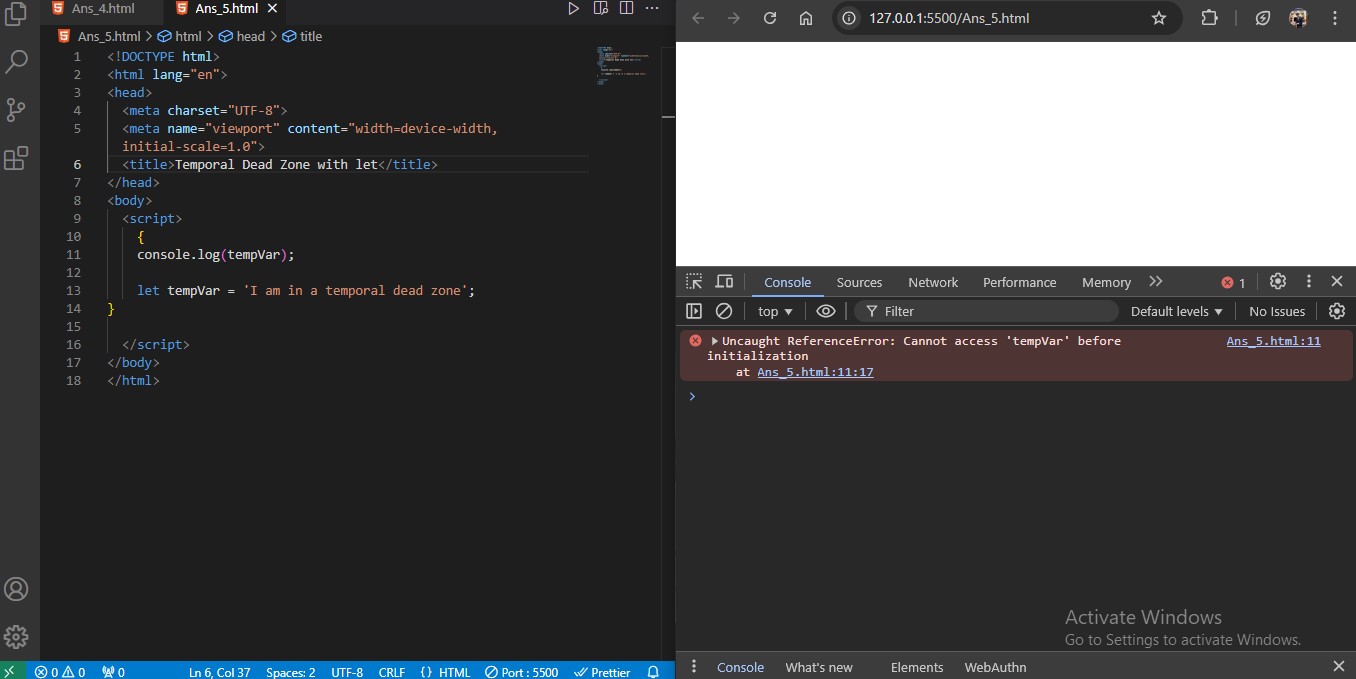 Ans_4.html
Ans_5.html
Ans_5.html > html > head > title
1 <!DOCTYPE html>
2 <html lang="en">
3 <head>
4 <meta charset="UTF-8">
5 <meta name="viewport" content="width=device-width,
initial-scale=1.0">
6 <title>Temporal Dead Zone with let</title>
7 </head>
8 <body>
9 <script>
10 {
11 console.log(tempVar);
12
13 let tempVar = 'I am in a temporal dead zone';
14 }
15
16 </script>
17 </body>
18 </html>
0 0 0 Ln 6, Col 37 Spaces: 2 UTF-8 CRLF {} HTML Port : 5500 Prettier
127.0.0.1:5500/Ans_5.html
Console Sources Network Performance Memory 1
top Filter Default levels No Issues
Uncaught ReferenceError: Cannot access 'tempVar' before Ans_5.html:11
initialization
at Ans_5.html:11:17
Activate Windows
Go to Settings to activate Windows.
Console What's new Elements WebAuthn